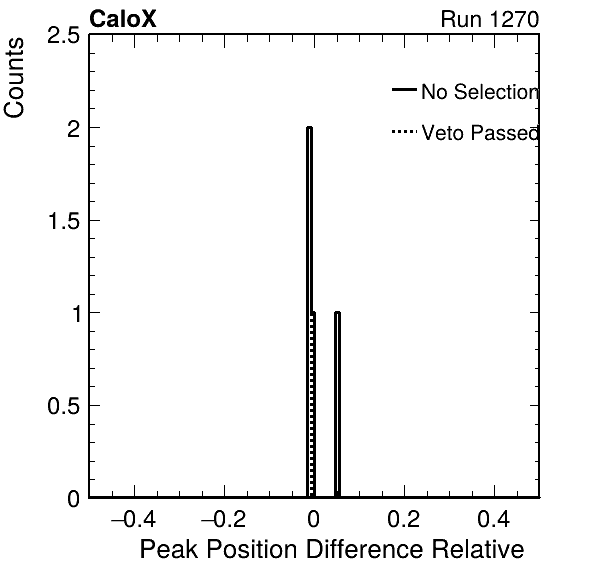 CaloX Run 1270
Counts
2.5
2
1.5
1
0.5
0
No Selection
Veto Passed
−0.4 −0.2 0 0.2 0.4
Peak Position Difference Relative